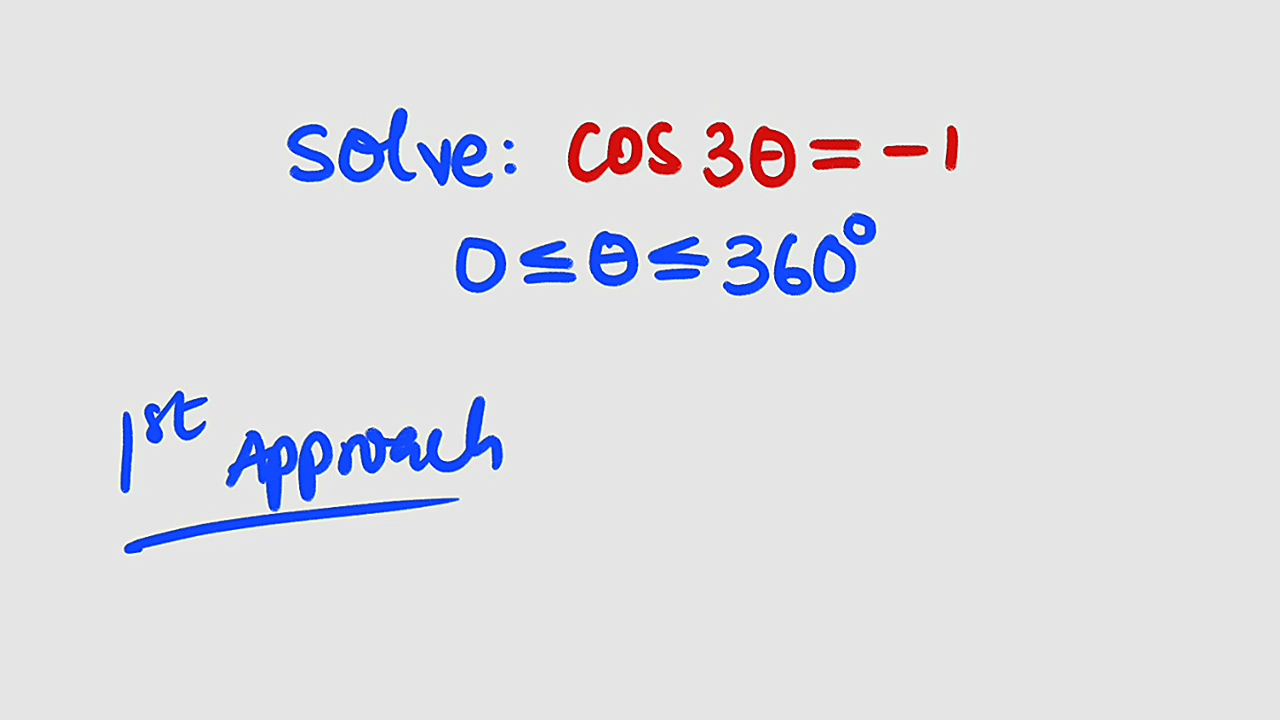 Solve: cos 3θ = -1
0 ≤ θ ≤ 360°
1st Approach